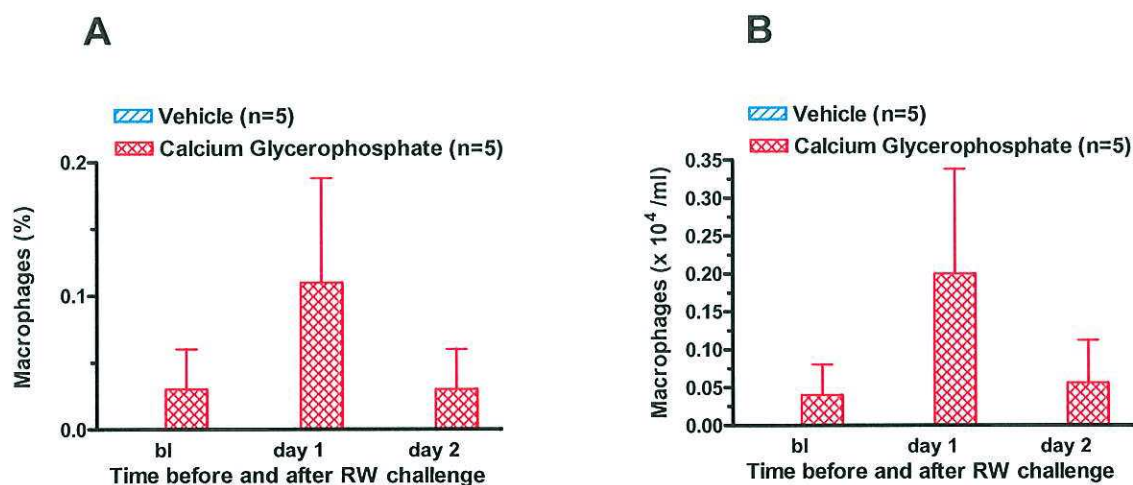 A
Vehicle (n=5)
Calcium Glycerophosphate (n=5)
Macrophages (%)
0.2
0.1
0.0
bl day 1 day 2
Time before and after RW challenge
B
Vehicle (n=5)
Calcium Glycerophosphate (n=5)
Macrophages (x 10⁴ /ml)
0.35
0.30
0.25
0.20
0.15
0.10
0.05
0.00
bl day 1 day 2
Time before and after RW challenge